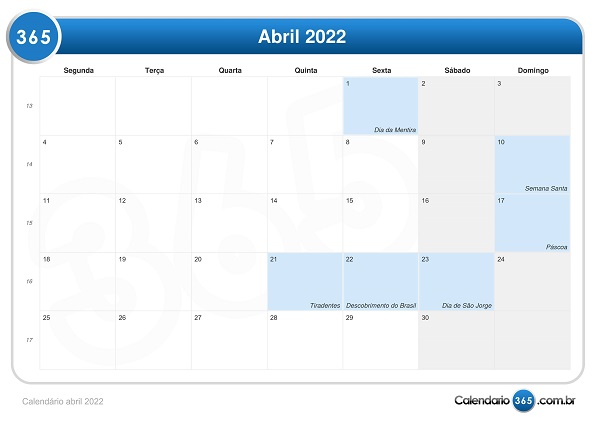 365 Abril 2022
Segunda Terça Quarta Quinta Sexta Sábado Domingo
13 1 2 3
Dia da Mentira
14 4 5 6 7 8 9 10
Semana Santa
15 11 12 13 14 15 16 17
Páscoa
16 18 19 20 21 22 23 24
Tiradentes Descobrimento do Brasil Dia de São Jorge
17 25 26 27 28 29 30
365
Calendário abril 2022
Calendario 365 .com.br